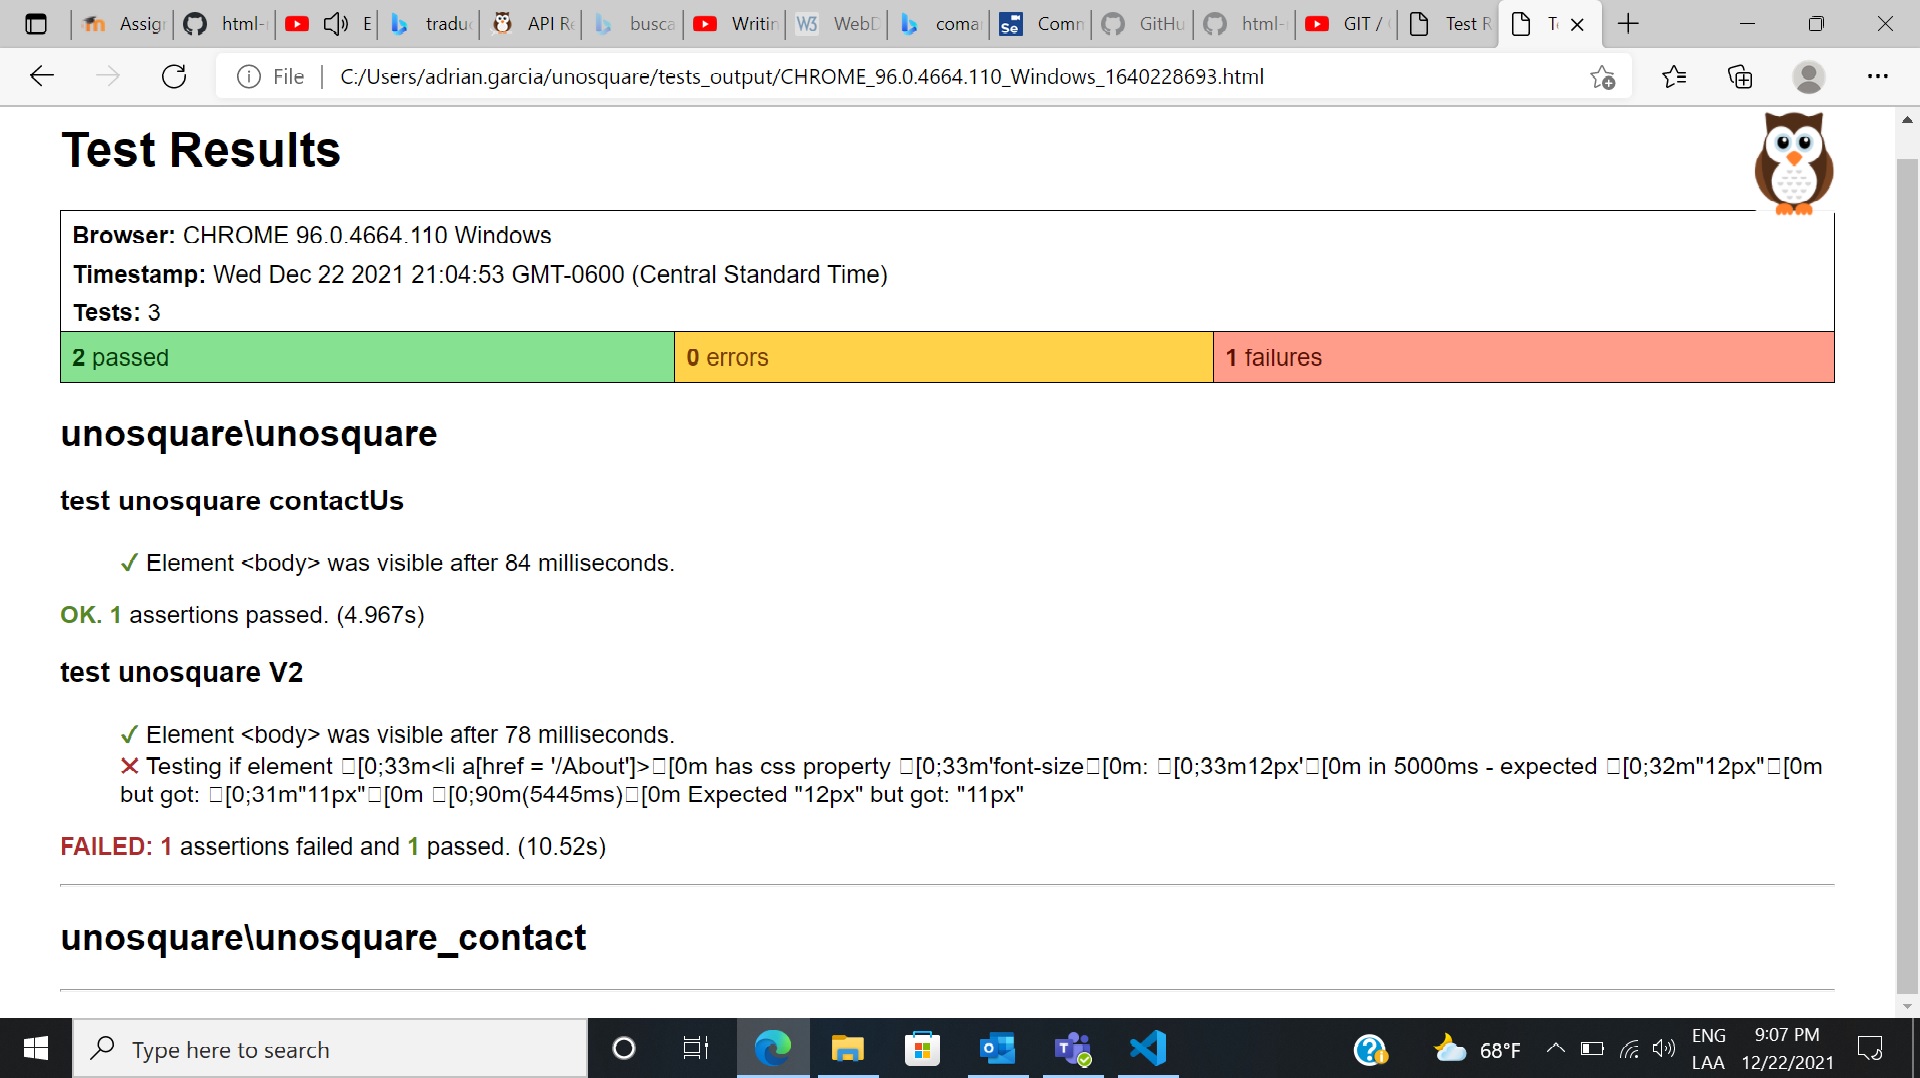 Assign
html-r
E
traduc
API Re
busca
Writin
W3
WebD
coma
Se
Comn
GitHu
html-
GIT /
Test R
T
File
C:/Users/adrian.garcia/unosquare/tests_output/CHROME_96.0.4664.110_Windows_1640228693.html
Test Results
Browser: CHROME 96.0.4664.110 Windows
Timestamp: Wed Dec 22 2021 21:04:53 GMT-0600 (Central Standard Time)
Tests: 3
2 passed
0 errors
1 failures
unosquare\unosquare
test unosquare contactUs
✓ Element <body> was visible after 84 milliseconds.
OK. 1 assertions passed. (4.967s)
test unosquare V2
✓ Element <body> was visible after 78 milliseconds.
✕ Testing if element □[0;33m<li a[href = '/About']>□[0m has css property □[0;33m'font-size□[0m: □[0;33m12px'□[0m in 5000ms - expected □[0;32m"12px"□[0m
but got: □[0;31m"11px"□[0m □[0;90m(5445ms)□[0m Expected "12px" but got: "11px"
FAILED: 1 assertions failed and 1 passed. (10.52s)
unosquare\unosquare_contact
Type here to search
68°F
ENG
LAA
9:07 PM
12/22/2021